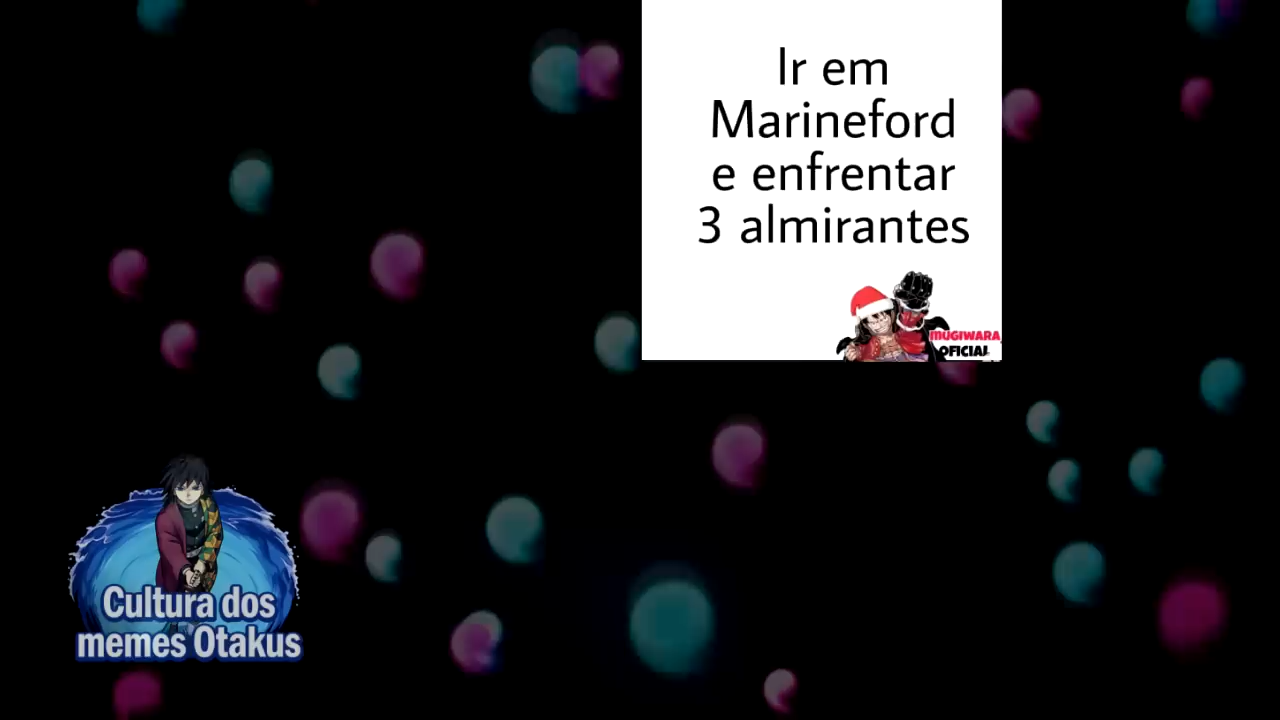 Ir em
Marineford
e enfrentar
3 almirantes
MUGIWARA
OFICIAL
Cultura dos
memes Otakus